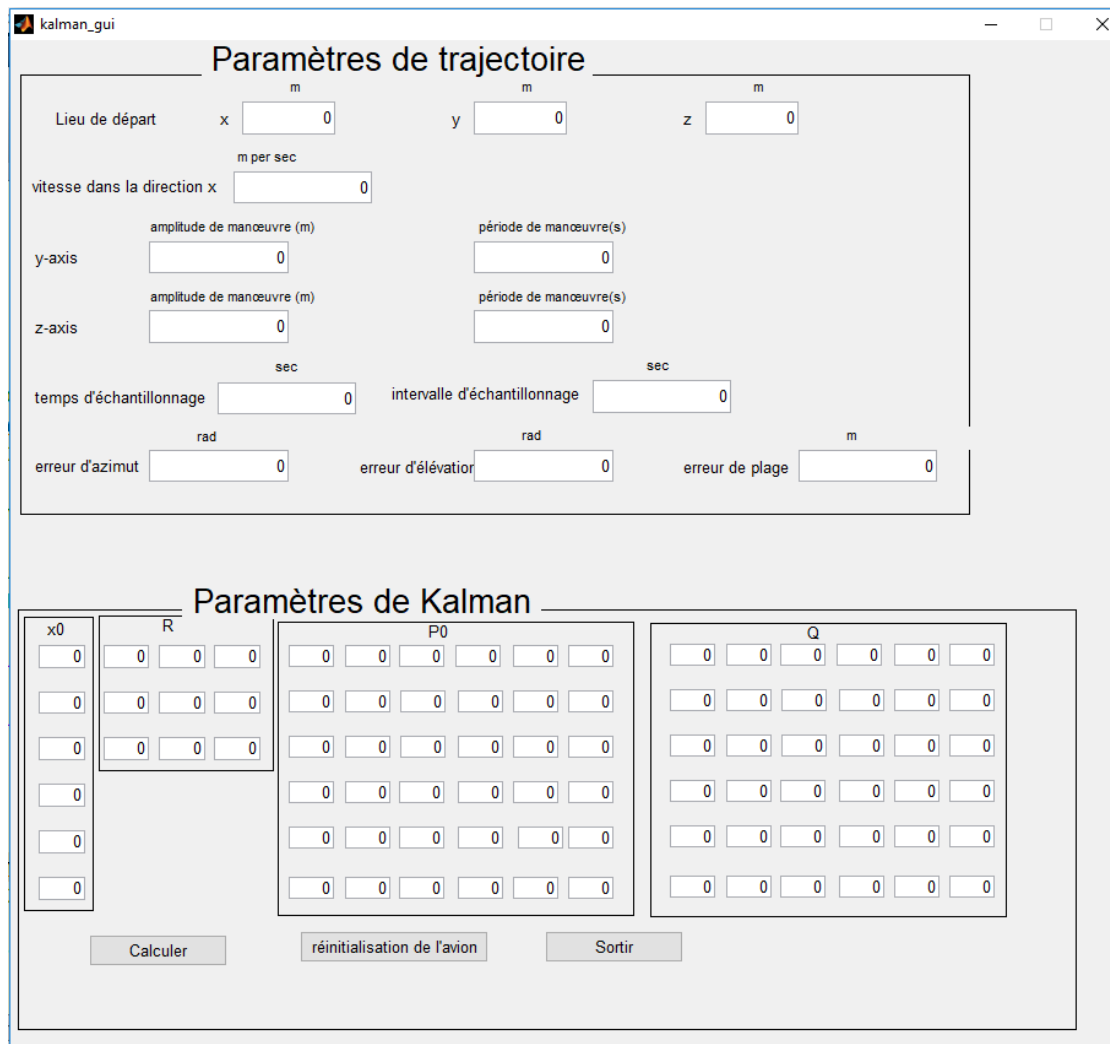 kalman_gui
Paramètres de trajectoire
m m m
Lieu de départ x 0 y 0 z 0
m per sec
vitesse dans la direction x 0
amplitude de manœuvre (m) période de manœuvre(s)
y-axis 0 0
amplitude de manœuvre (m) période de manœuvre(s)
z-axis 0 0
sec sec
temps d'échantillonnage 0 intervalle d'échantillonnage 0
rad rad m
erreur d'azimut 0 erreur d'élévation 0 erreur de plage 0
Paramètres de Kalman
x0 R P0 Q
0 0 0 0 0 0 0 0 0 0 0 0 0 0 0 0
0 0 0 0 0 0 0 0 0 0 0 0 0 0 0 0
0 0 0 0 0 0 0 0 0 0 0 0 0 0 0 0
0 0 0 0 0 0 0 0 0 0 0 0 0
0 0 0 0 0 0 0 0 0 0 0 0 0
0 0 0 0 0 0 0 0 0 0 0 0 0
Calculer réinitialisation de l'avion Sortir